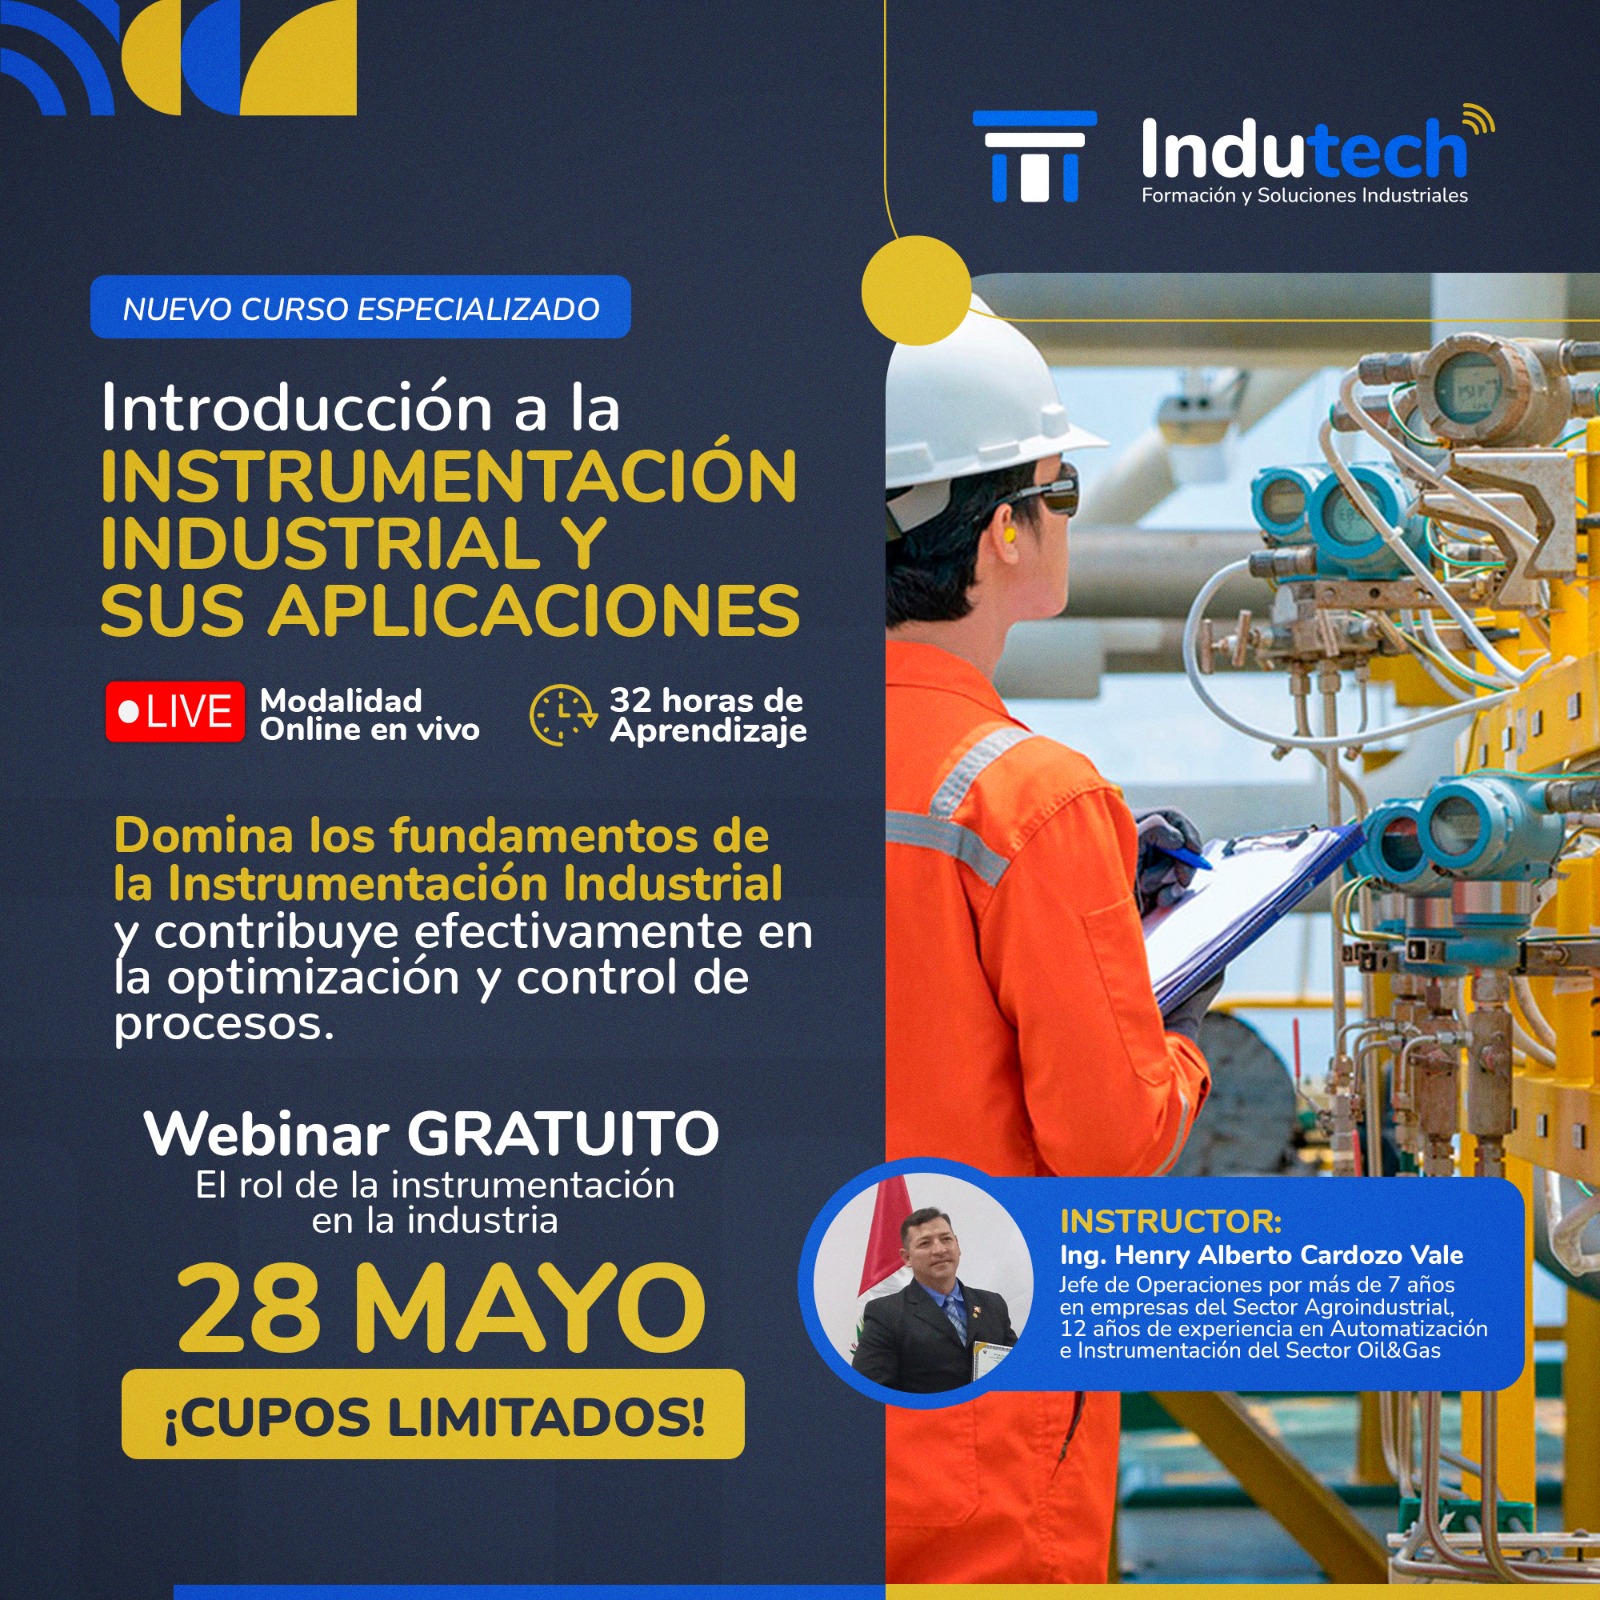 Indutech
Formación y Soluciones Industriales
NUEVO CURSO ESPECIALIZADO
Introducción a la
INSTRUMENTACIÓN
INDUSTRIAL Y
SUS APLICACIONES
LIVE
Modalidad
Online en vivo
32 horas de
Aprendizaje
Domina los fundamentos de
la Instrumentación Industrial
y contribuye efectivamente en
la optimización y control de
procesos.
Webinar GRATUITO
El rol de la instrumentación
en la industria
28 MAYO
¡CUPOS LIMITADOS!
INSTRUCTOR:
Ing. Henry Alberto Cardozo Vale
Jefe de Operaciones por más de 7 años
en empresas del Sector Agroindustrial,
12 años de experiencia en Automatización
e Instrumentación del Sector Oil&Gas